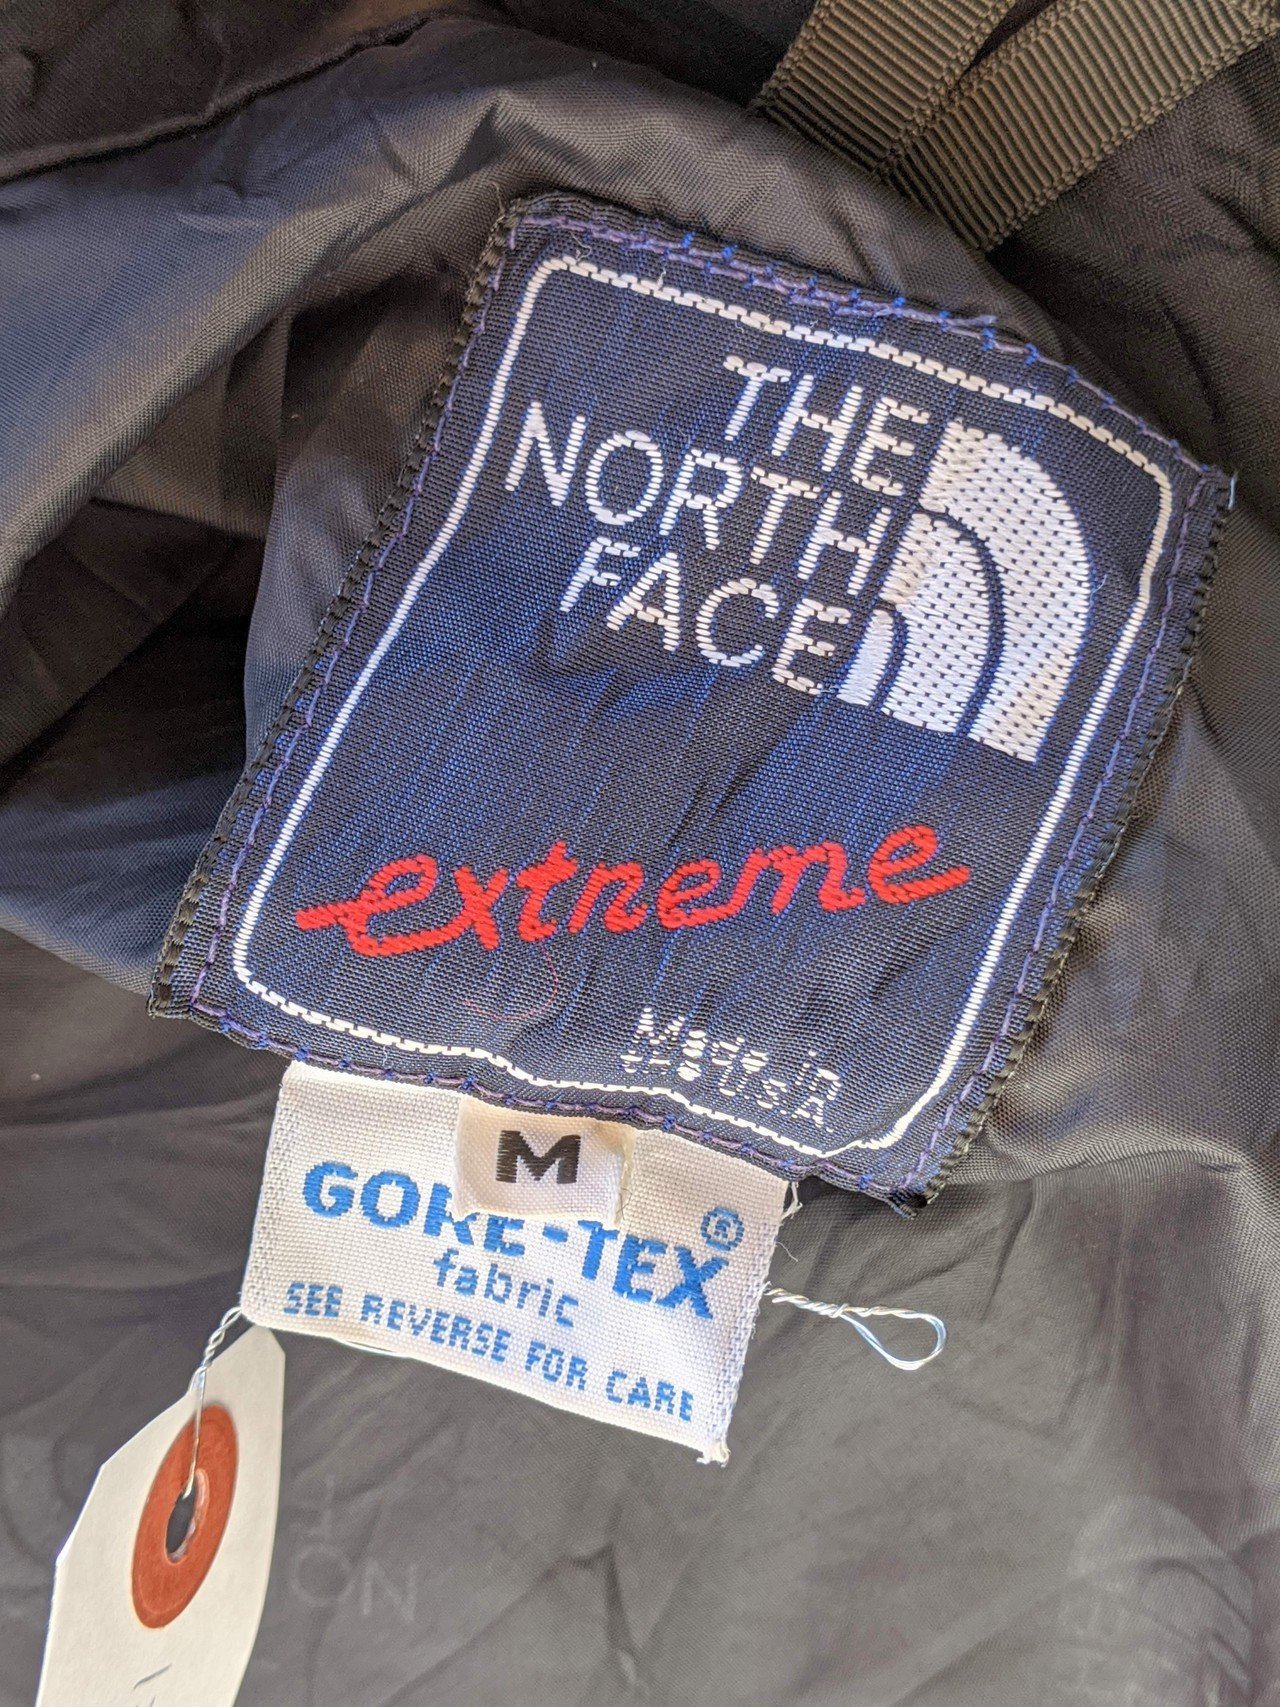 THE
NORTH
FACE
extreme
Made in
U.S.A.
M
GORE-TEX®
fabric
SEE REVERSE FOR CARE